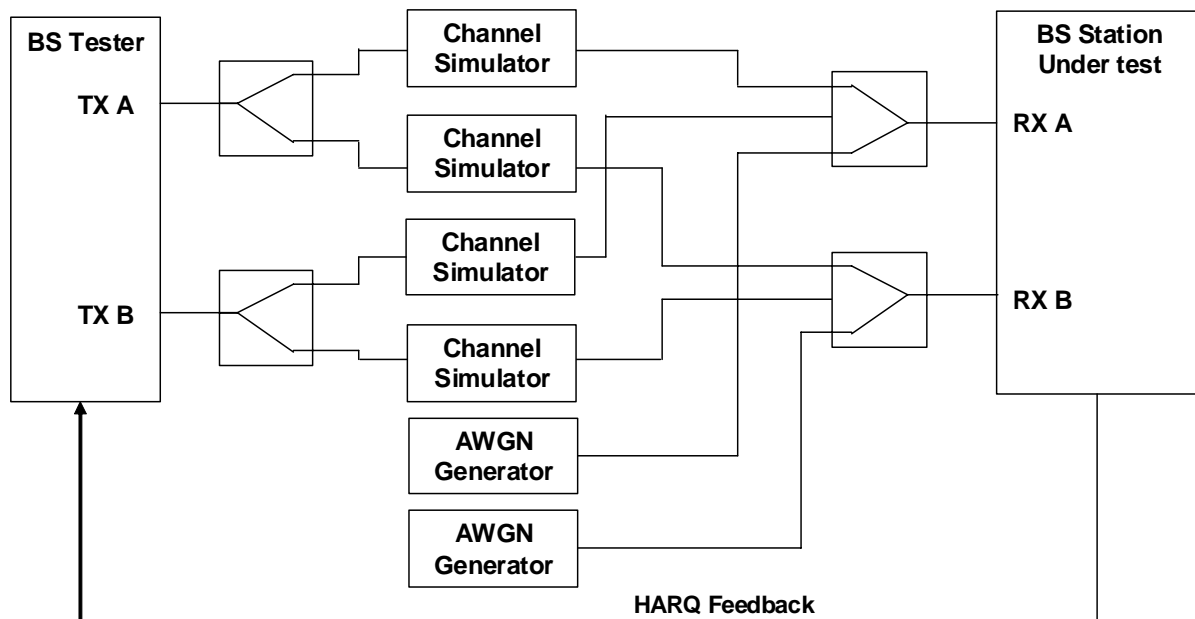 BS Tester
TX A
TX B
Channel
Simulator
Channel
Simulator
Channel
Simulator
Channel
Simulator
AWGN
Generator
AWGN
Generator
BS Station
Under test
RX A
RX B
HARQ Feedback